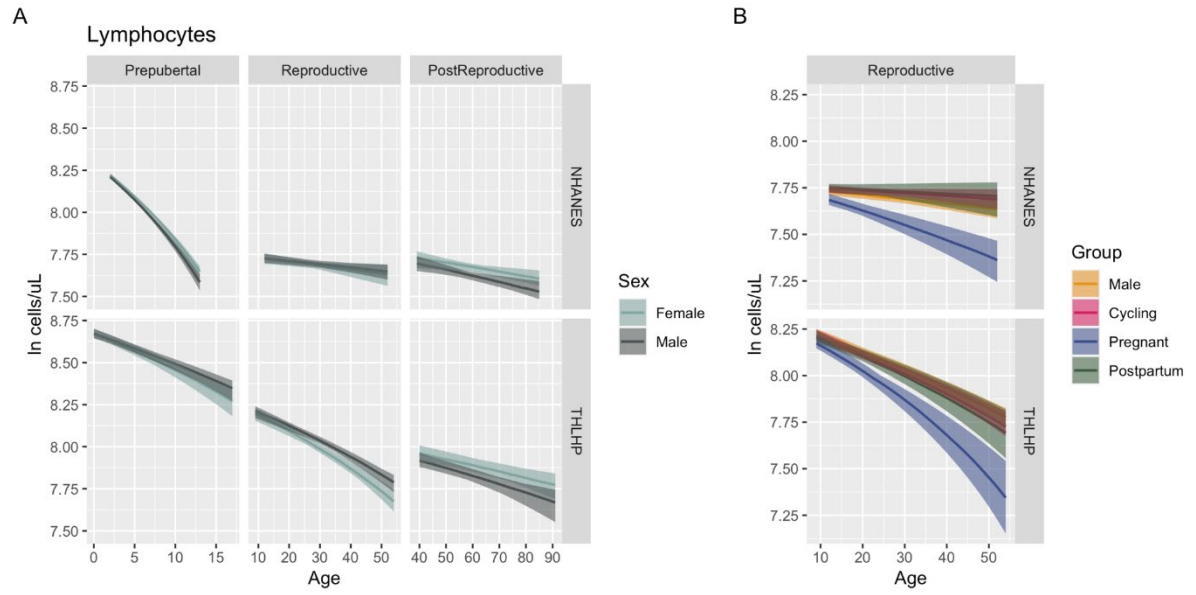 A
Lymphocytes
Prepubertal
Reproductive
PostReproductive
8.75
8.50
8.25
8.00
7.75
7.50
NHANES
8.75
8.50
8.25
8.00
7.75
7.50
THLHP
ln cells/uL
0 5 10 15
10 20 30 40 50
40 50 60 70 80 90
Age
Sex
Female
Male
B
Reproductive
8.25
8.00
7.75
7.50
7.25
NHANES
8.25
8.00
7.75
7.50
7.25
THLHP
ln cells/uL
10 20 30 40 50
Age
Group
Male
Cycling
Pregnant
Postpartum